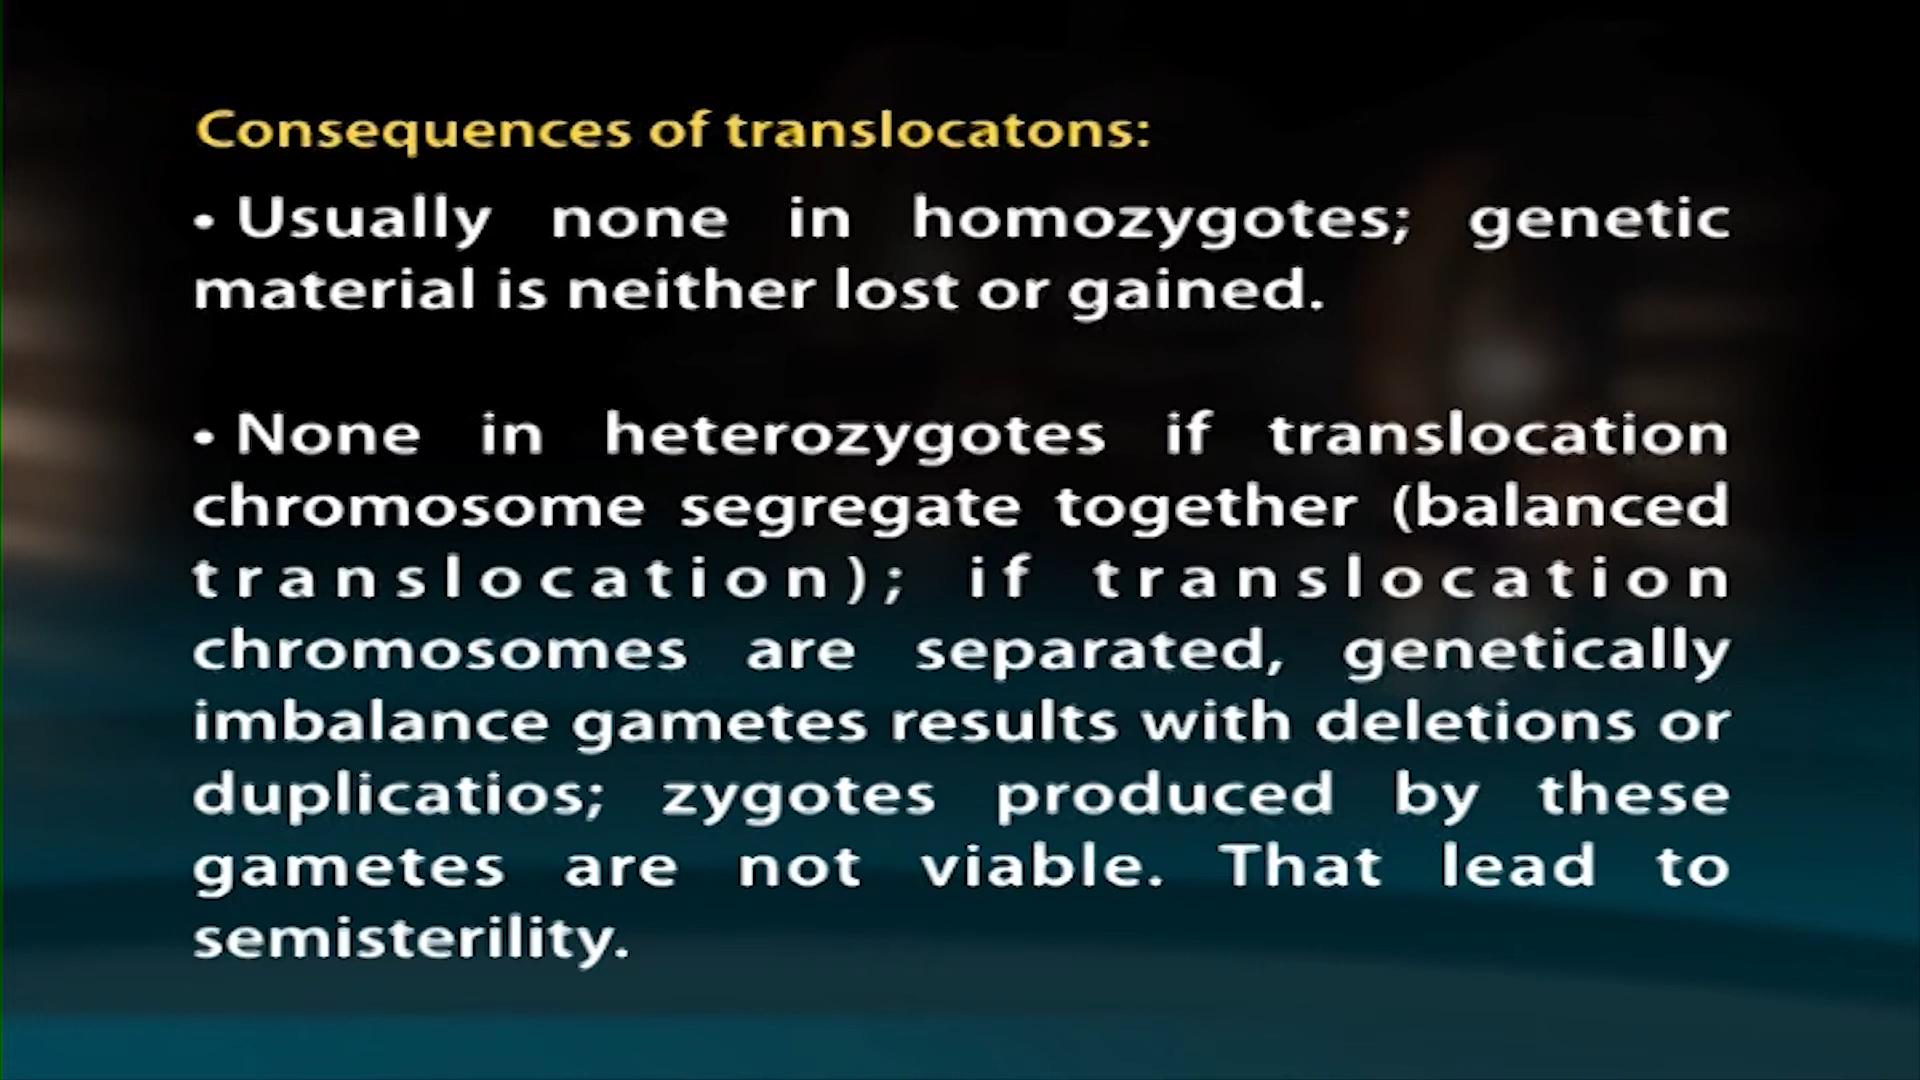 Consequences of translocatons:
• Usually none in homozygotes; genetic
material is neither lost or gained.
• None in heterozygotes if translocation
chromosome segregate together (balanced
translocation); if translocation
chromosomes are separated, genetically
imbalance gametes results with deletions or
duplicatios; zygotes produced by these
gametes are not viable. That lead to
semisterility.